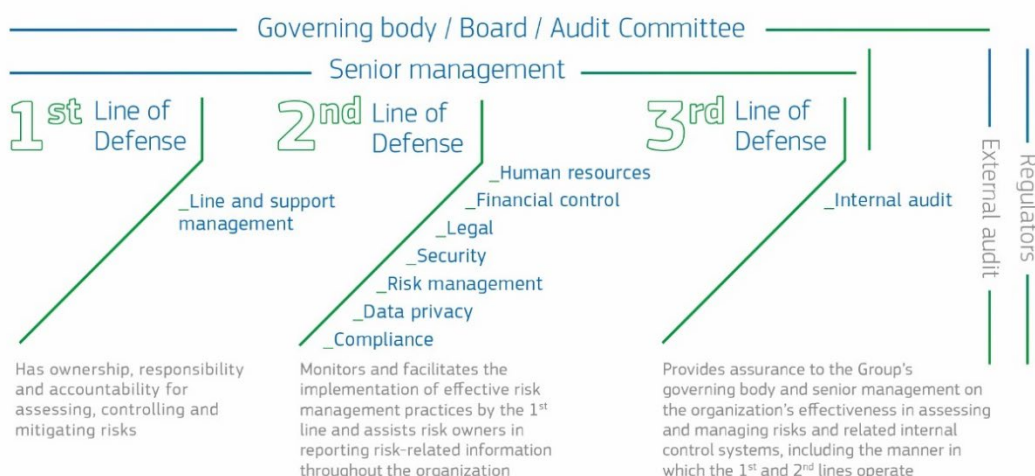 Governing body / Board / Audit Committee
Senior management
1st Line of
Defense
_Line and support
management
Has ownership, responsibility
and accountability for
assessing, controlling and
mitigating risks
2nd Line of
Defense
_Human resources
_Financial control
_Legal
_Security
_Risk management
_Data privacy
_Compliance
Monitors and facilitates the
implementation of effective risk
management practices by the 1st
line and assists risk owners in
reporting risk-related information
throughout the organization
3rd Line of
Defense
_Internal audit
Provides assurance to the Group's
governing body and senior management on
the organization's effectiveness in assessing
and managing risks and related internal
control systems, including the manner in
which the 1st and 2nd lines operate
External audit
Regulators